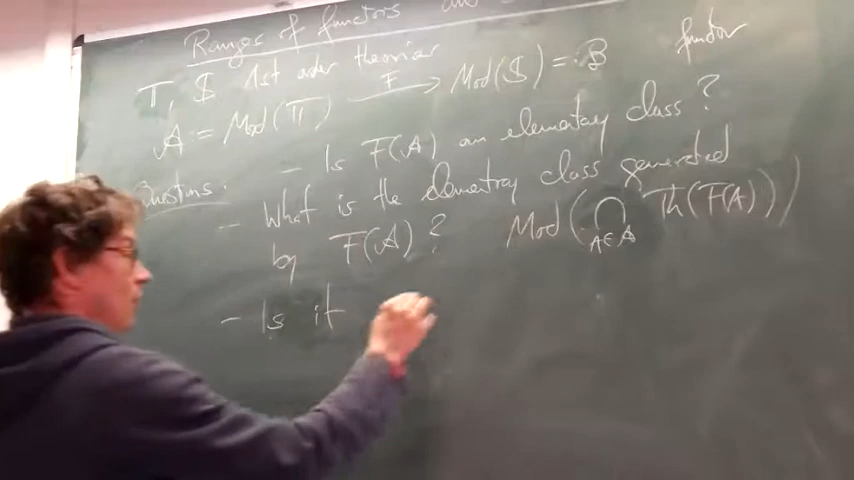 Ranges of functors and
T, S 1st order theories
A := Mod(T) F→ Mod(S) =: B functor
Questions: - Is F(A) an elementary class?
- What is the elementary class generated
by F(A)? Mod(⋂_{A∈A} Th(F(A)))
- Is it